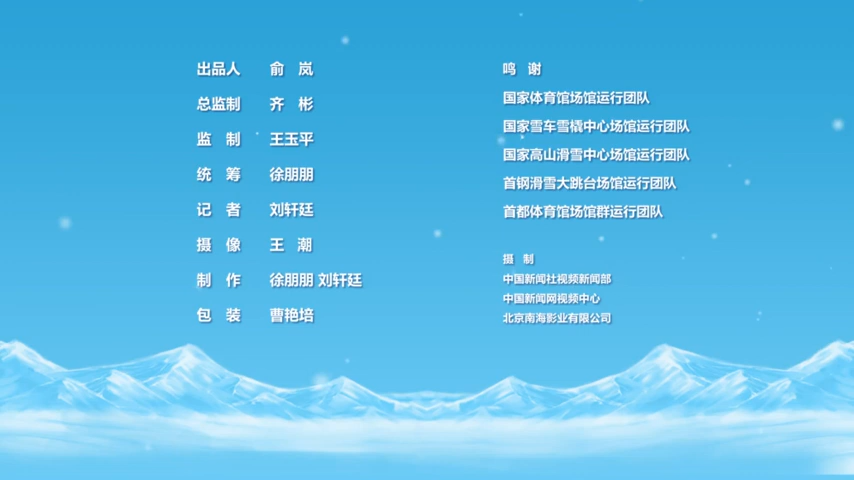 出品人 俞 岚
总监制 齐 彬
监 制 王玉平
统 筹 徐朋朋
记 者 刘轩廷
摄 像 王 潮
制 作 徐朋朋 刘轩廷
包 装 曹艳培
鸣 谢
国家体育馆场馆运行团队
国家雪车雪橇中心场馆运行团队
国家高山滑雪中心场馆运行团队
首钢滑雪大跳台场馆运行团队
首都体育馆场馆群运行团队
摄 制
中国新闻社视频新闻部
中国新闻网视频中心
北京南海影业有限公司